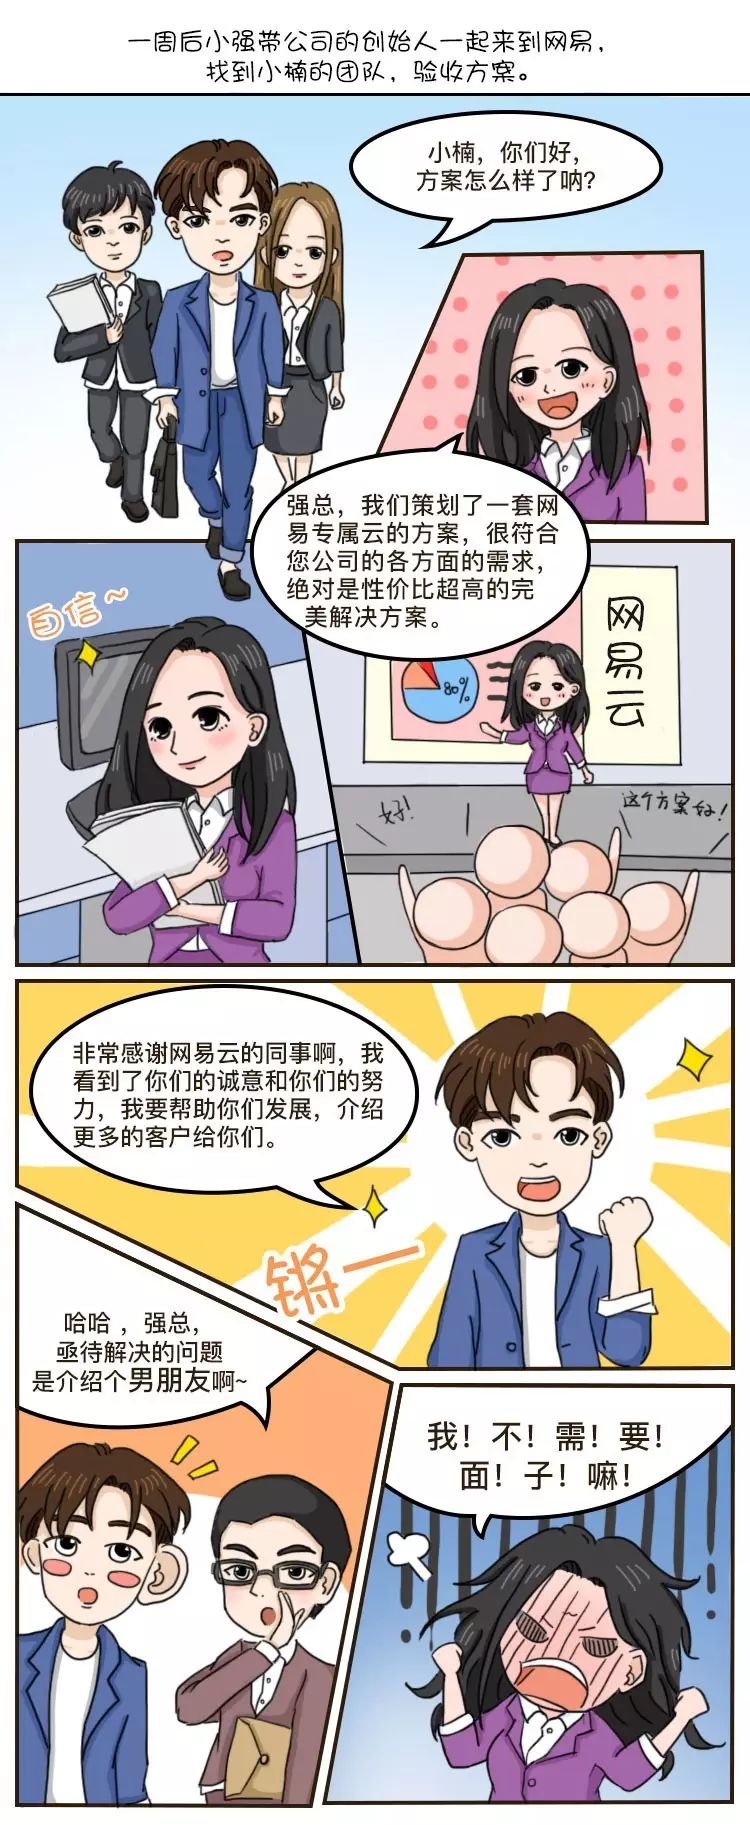 一周后小强带公司的创始人一起来到网易，
找到小楠的团队，验收方案。
小楠，你们好，
方案怎么样了呐？
强总，我们策划了一套网
易专属云的方案，很符合
您公司的各方面的需求，
绝对是性价比超高的完
美解决方案。
自信~
80%
网易云
好！
这个方案好！
非常感谢网易云的同事啊，我
看到了你们的诚意和你们的努
力，我要帮助你们发展，介绍
更多的客户给你们。
锵一
哈哈，强总，
亟待解决的问题
是介绍个男朋友啊~
我！不！需！要！
面！子！嘛！